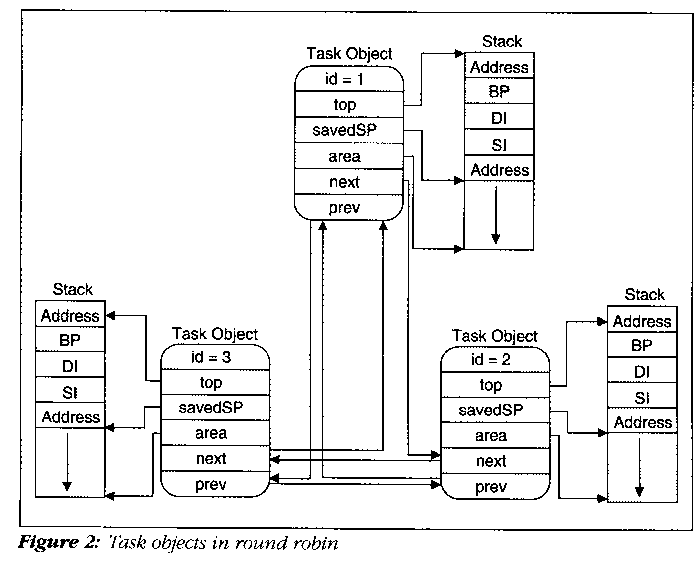 Task Object
id = 1
top
savedSP
area
next
prev
Stack
Address
BP
DI
SI
Address
Stack
Address
BP
DI
SI
Address
Task Object
id = 3
top
savedSP
area
next
prev
Task Object
id = 2
top
savedSP
area
next
prev
Stack
Address
BP
DI
SI
Address
Figure 2: Task objects in round robin